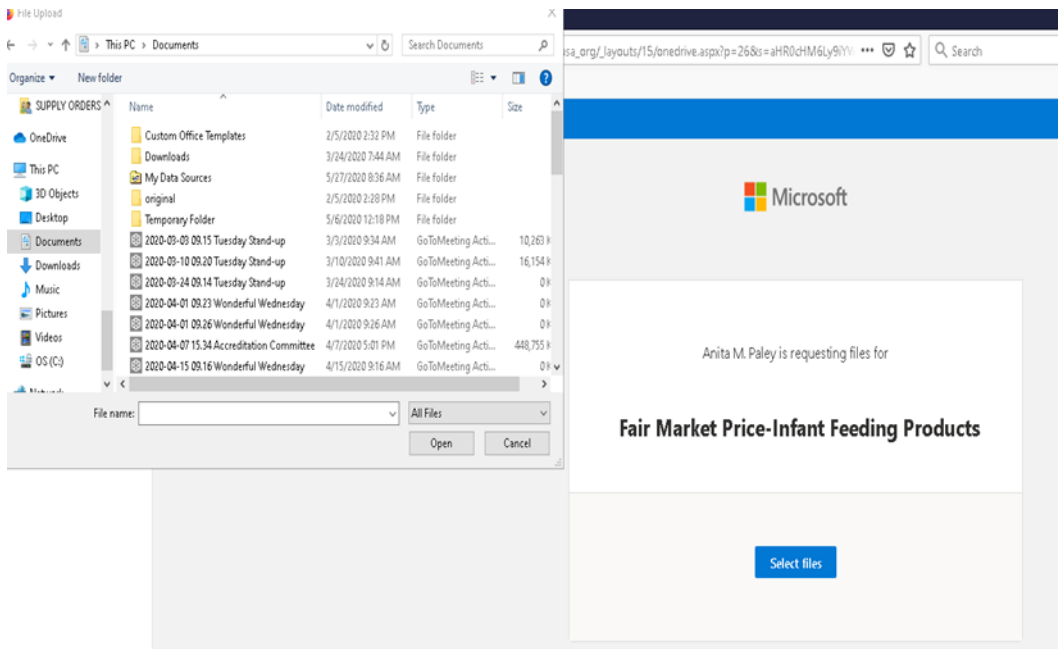 File Upload
This PC > Documents
Search Documents
Organize
New folder
SUPPLY ORDERS
OneDrive
This PC
3D Objects
Desktop
Documents
Downloads
Music
Pictures
Videos
OS (C:)
Name Date modified Type Size
Custom Office Templates 2/5/2020 2:32 PM File folder
Downloads 3/24/2020 7:44 AM File folder
My Data Sources 5/27/2020 8:36 AM File folder
original 2/5/2020 2:28 PM File folder
Temporary Folder 5/6/2020 12:18 PM File folder
2020-03-03 09.15 Tuesday Stand-up 3/3/2020 9:34 AM GoToMeeting Acti... 10,263 K
2020-03-10 09.20 Tuesday Stand-up 3/10/2020 9:41 AM GoToMeeting Acti... 16,154 K
2020-03-24 09.14 Tuesday Stand-up 3/24/2020 9:14 AM GoToMeeting Acti... 0 K
2020-04-01 09.23 Wonderful Wednesday 4/1/2020 9:23 AM GoToMeeting Acti... 0 K
2020-04-01 09.26 Wonderful Wednesday 4/1/2020 9:26 AM GoToMeeting Acti... 0 K
2020-04-07 15.34 Accreditation Committee 4/7/2020 5:01 PM GoToMeeting Acti... 448,755 K
2020-04-15 09.16 Wonderful Wednesday 4/15/2020 9:16 AM GoToMeeting Acti... 0 K
File name:
All Files
Open
Cancel
Search
Microsoft
Anita M. Paley is requesting files for
Fair Market Price-Infant Feeding Products
Select files